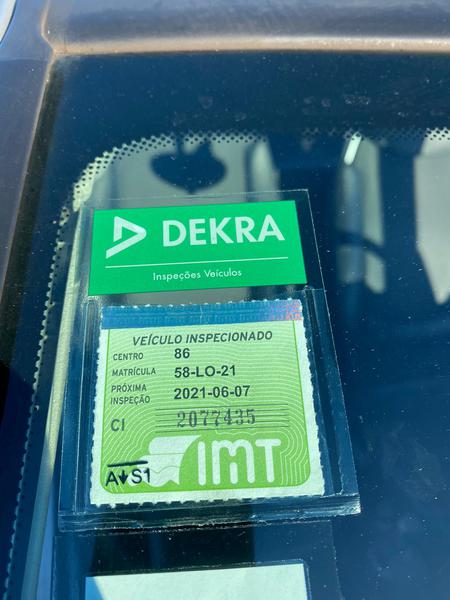 DEKRA
Inspeções Veículos
VEÍCULO INSPECIONADO
CENTRO 86
MATRÍCULA 58-LO-21
PRÓXIMA
INSPEÇÃO 2021-06-07
CI 2077435
A↓S1 IMT